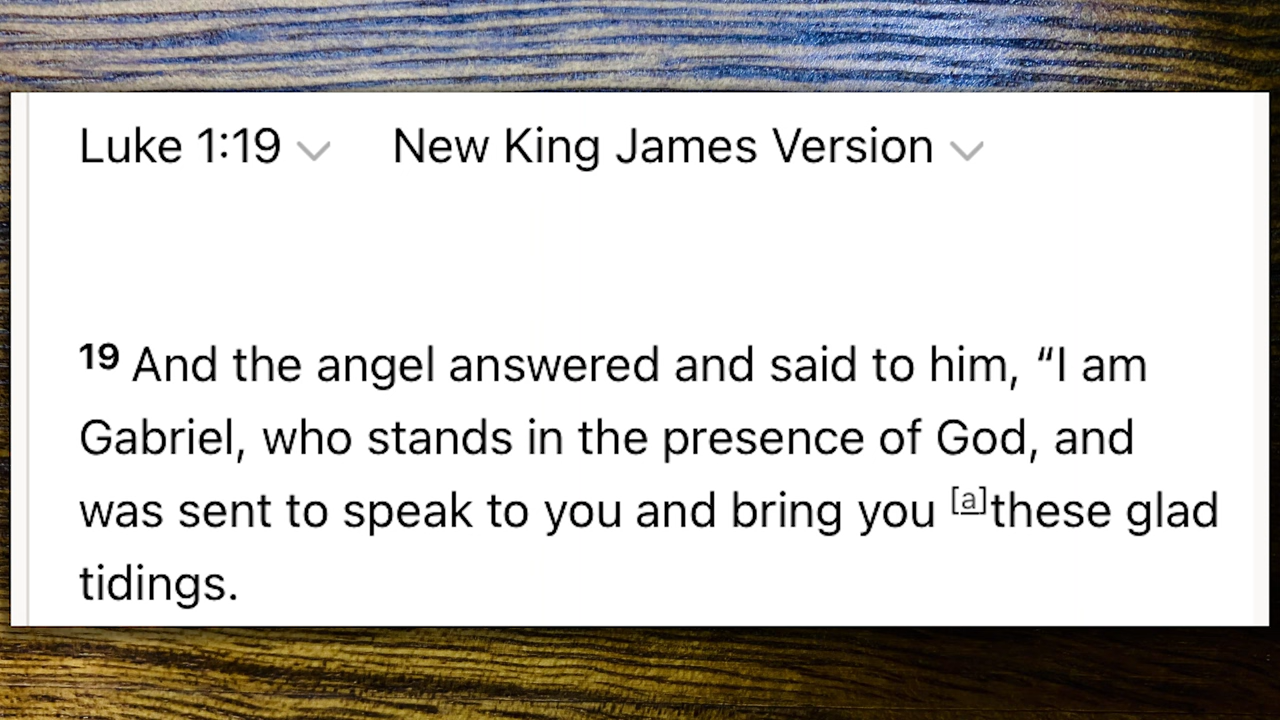 Luke 1:19 New King James Version
19 And the angel answered and said to him, “I am
Gabriel, who stands in the presence of God, and
was sent to speak to you and bring you [a]these glad
tidings.